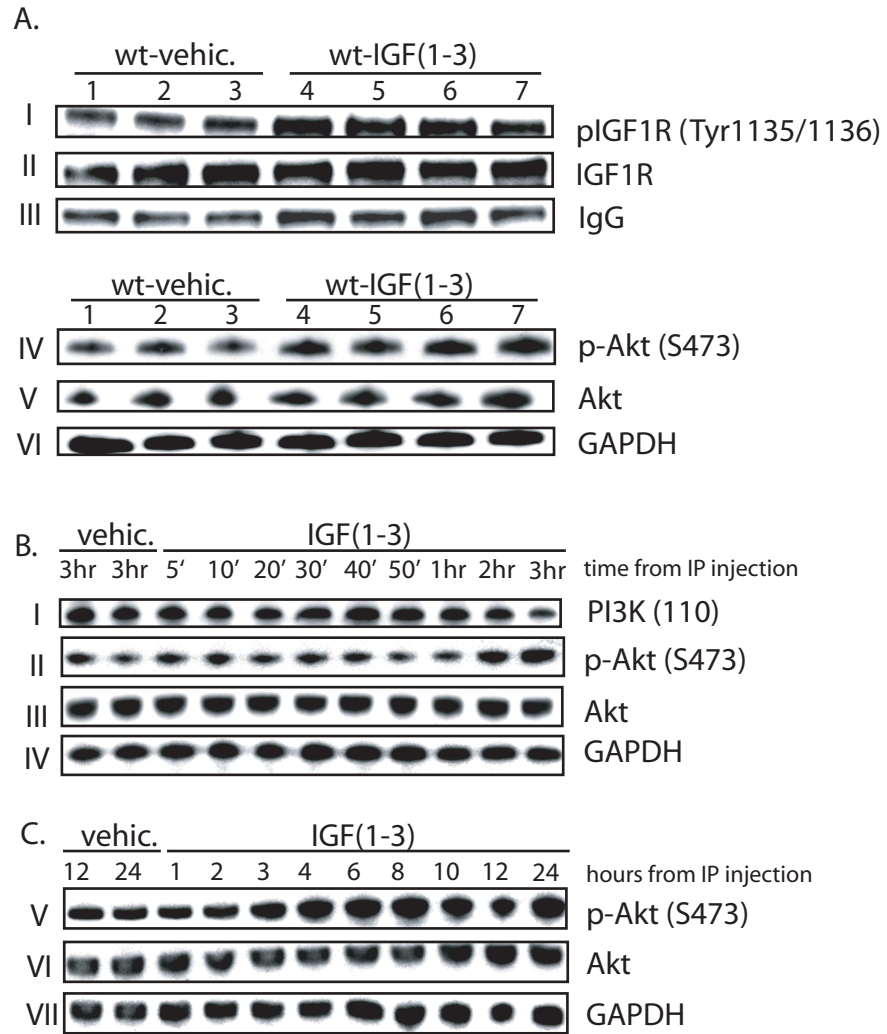 A.
wt-vehic. wt-IGF(1-3)
1 2 3 4 5 6 7
I pIGF1R (Tyr1135/1136)
II IGF1R
III IgG
wt-vehic. wt-IGF(1-3)
1 2 3 4 5 6 7
IV p-Akt (S473)
V Akt
VI GAPDH
B. vehic. IGF(1-3)
3hr 3hr 5‘ 10’ 20’ 30’ 40’ 50’ 1hr 2hr 3hr time from IP injection
I PI3K (110)
II p-Akt (S473)
III Akt
IV GAPDH
C. vehic. IGF(1-3)
12 24 1 2 3 4 6 8 10 12 24 hours from IP injection
V p-Akt (S473)
VI Akt
VII GAPDH